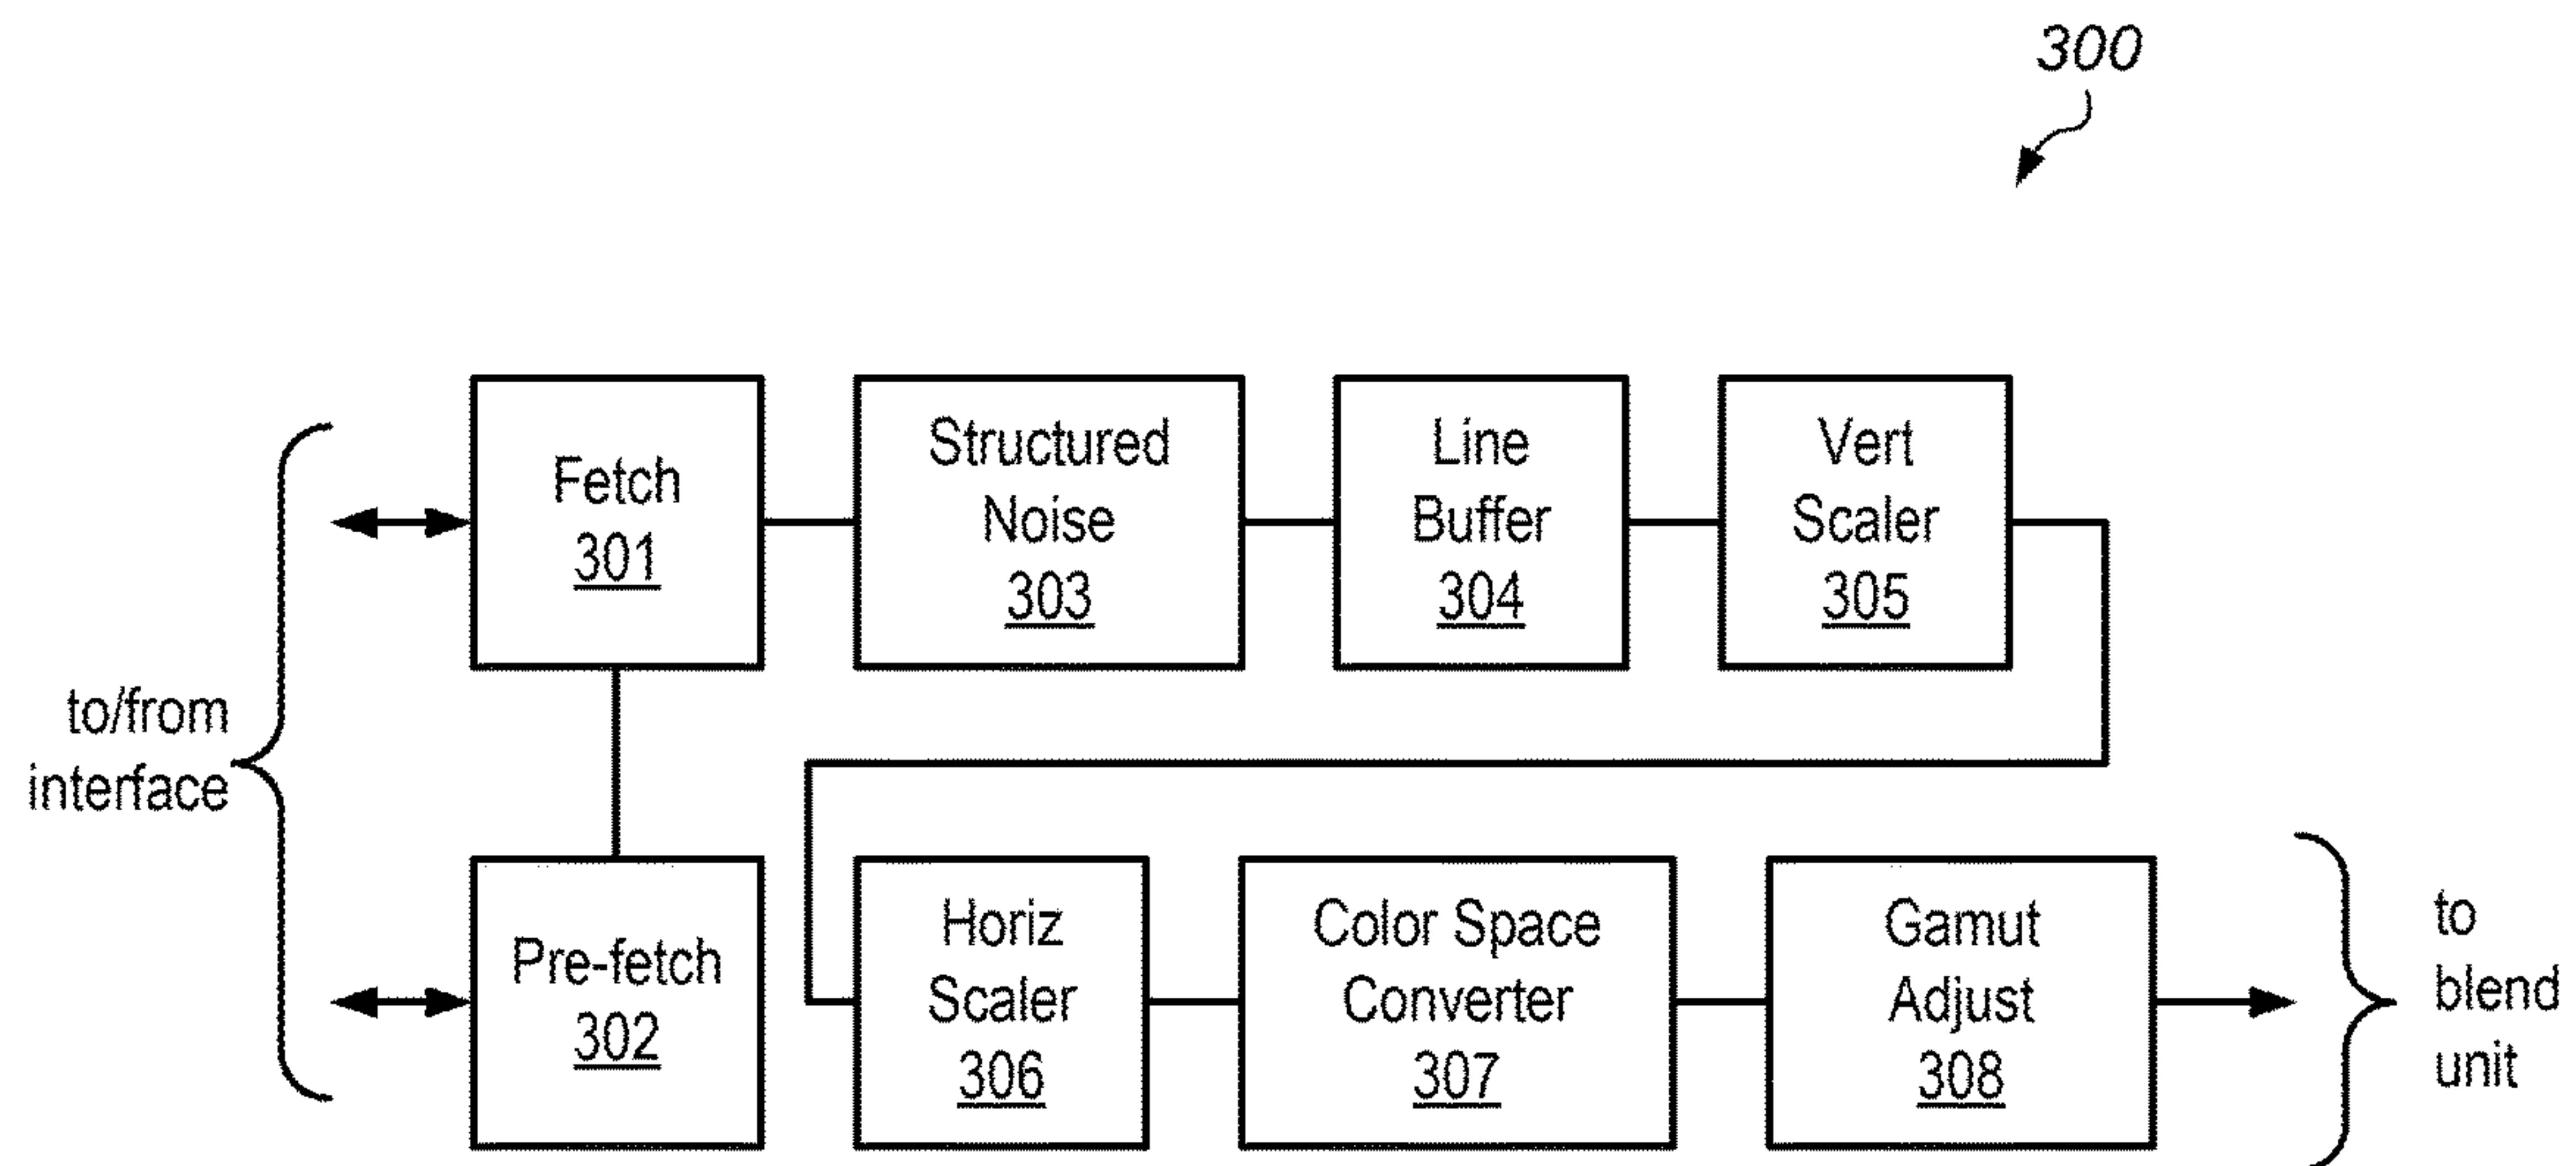 300
Fetch
301
Structured
Noise
303
Line
Buffer
304
Vert
Scaler
305
to/from
interface
Pre-fetch
302
Horiz
Scaler
306
Color Space
Converter
307
Gamut
Adjust
308
to
blend
unit